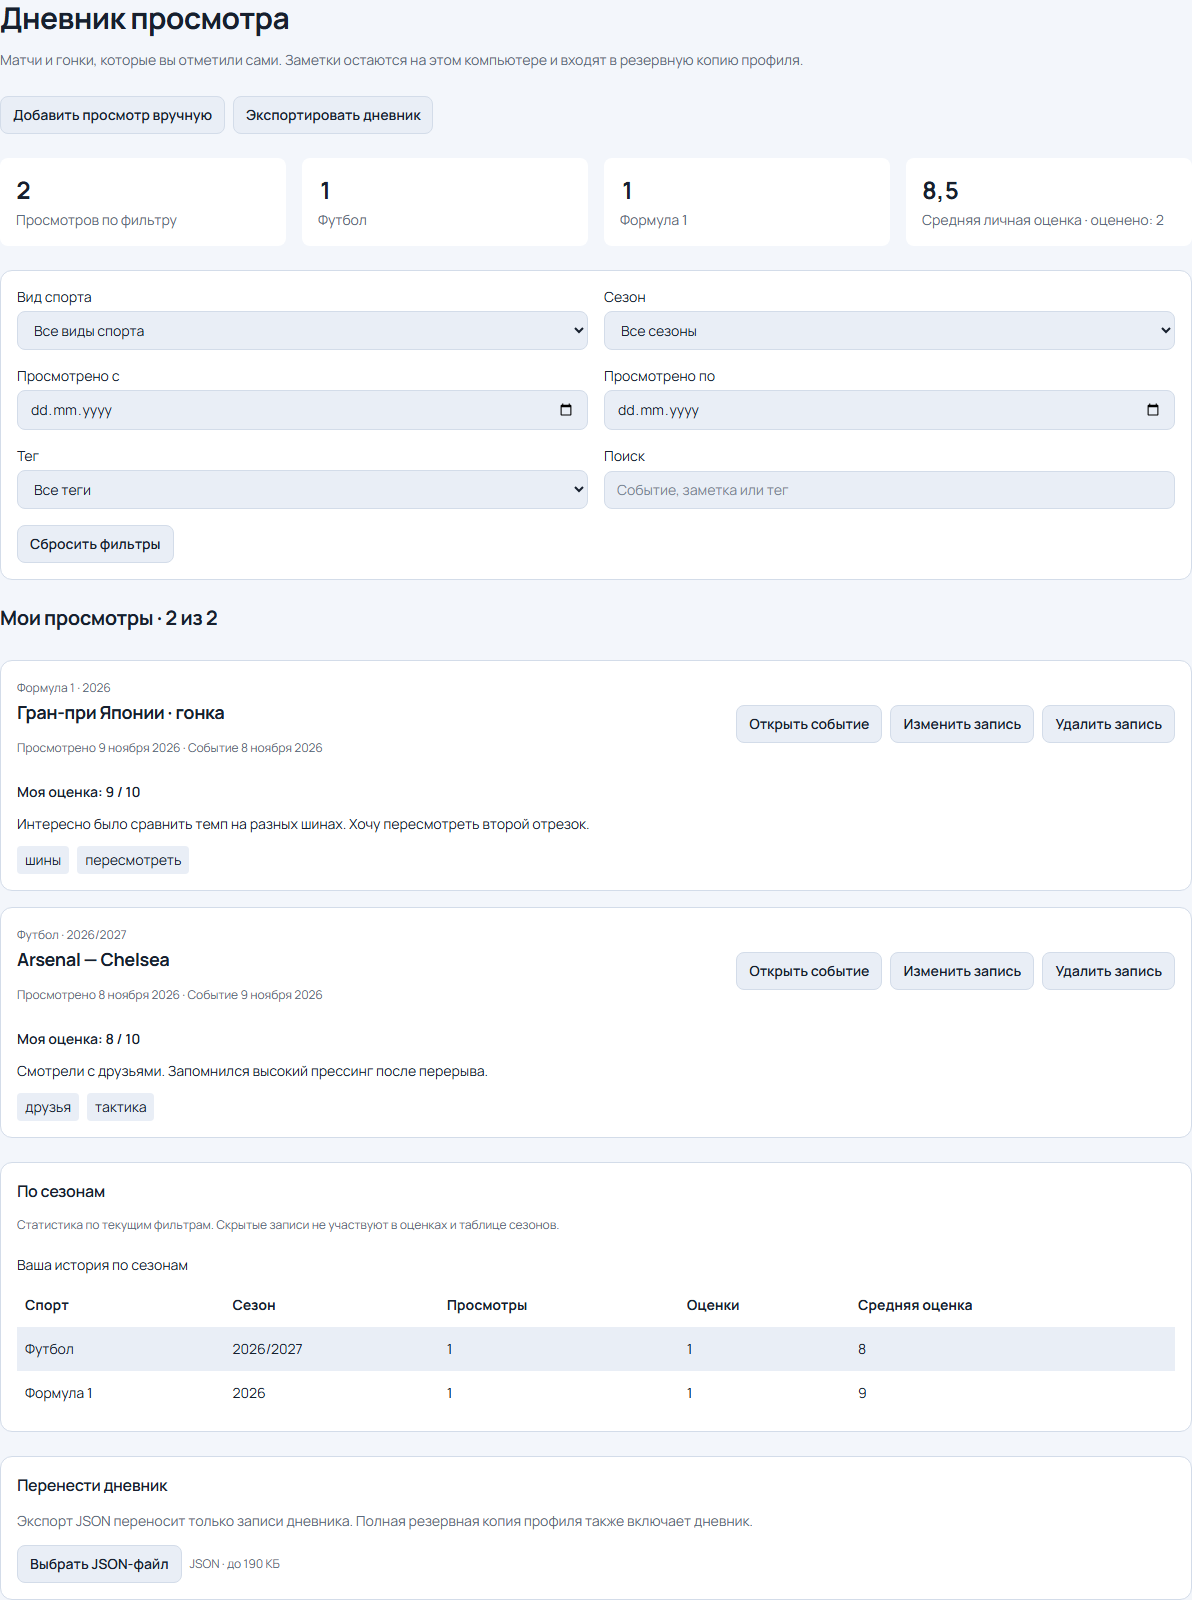 Дневник просмотра
Матчи и гонки, которые вы отметили сами. Заметки остаются на этом компьютере и входят в резервную копию профиля.
Добавить просмотр вручную
Экспортировать дневник
2
Просмотров по фильтру
1
Футбол
1
Формула 1
8,5
Средняя личная оценка · оценено: 2
Вид спорта
Все виды спорта
Сезон
Все сезоны
Просмотрено с
dd.mm.yyyy
Просмотрено по
dd.mm.yyyy
Тег
Все теги
Поиск
Событие, заметка или тег
Сбросить фильтры
Мои просмотры · 2 из 2
Формула 1 · 2026
Гран-при Японии · гонка
Просмотрено 9 ноября 2026 · Событие 8 ноября 2026
Открыть событие
Изменить запись
Удалить запись
Моя оценка: 9 / 10
Интересно было сравнить темп на разных шинах. Хочу пересмотреть второй отрезок.
шины
пересмотреть
Футбол · 2026/2027
Arsenal — Chelsea
Просмотрено 8 ноября 2026 · Событие 9 ноября 2026
Открыть событие
Изменить запись
Удалить запись
Моя оценка: 8 / 10
Смотрели с друзьями. Запомнился высокий прессинг после перерыва.
друзья
тактика
По сезонам
Статистика по текущим фильтрам. Скрытые записи не участвуют в оценках и таблице сезонов.
Ваша история по сезонам
Спорт Сезон Просмотры Оценки Средняя оценка
Футбол 2026/2027 1 1 8
Формула 1 2026 1 1 9
Перенести дневник
Экспорт JSON переносит только записи дневника. Полная резервная копия профиля также включает дневник.
Выбрать JSON-файл
JSON · до 190 КБ